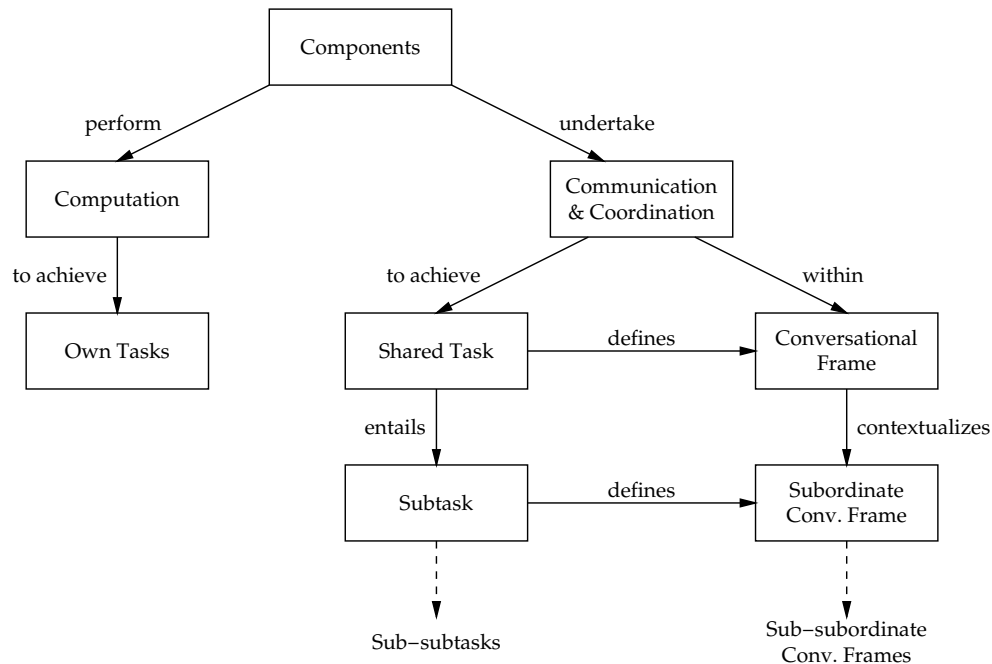 Components
perform
undertake
Computation
Communication
& Coordination
to achieve
to achieve
within
Own Tasks
Shared Task
defines
Conversational
Frame
entails
contextualizes
Subtask
defines
Subordinate
Conv. Frame
Sub−subtasks
Sub−subordinate
Conv. Frames